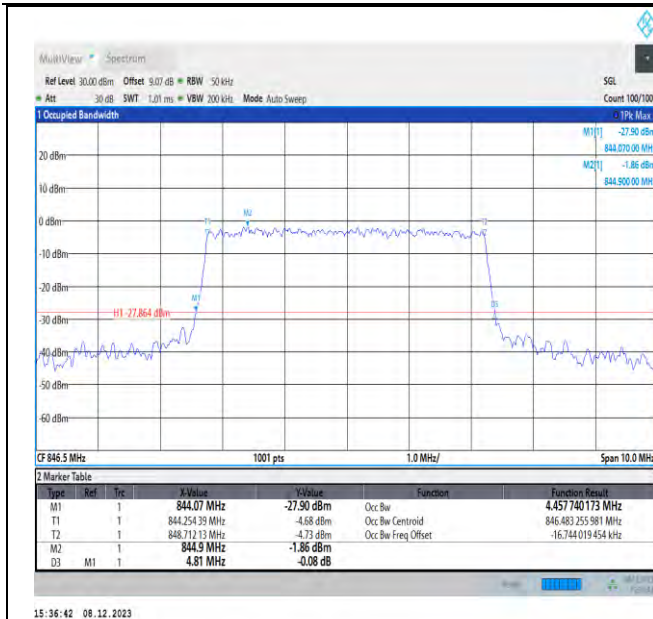 MultiView Spectrum
Ref Level 30.00 dBm Offset 9.07 dB RBW 50 kHz SGL
Att 30 dB SWT 1.01 ms VBW 200 kHz Mode Auto Sweep Count 100/100
1 Occupied Bandwidth 1Pk Max
M1[1] -27.90 dBm
844.070 00 MH
M2[1] -1.86 dBm
844.900 00 MH
20 dBm
10 dBm
0 dBm
T1 M2 T2
-10 dBm
-20 dBm
M1 D3
H1 -27.864 dBm
-30 dBm
-40 dBm
-50 dBm
-60 dBm
CF 846.5 MHz 1001 pts 1.0 MHz/ Span 10.0 MHz
2 Marker Table
Type Ref Trc X-Value Y-Value Function Function Result
M1 1 844.07 MHz -27.90 dBm Occ Bw 4.457 740 173 MHz
T1 1 844.254 39 MHz -4.68 dBm Occ Bw Centroid 846.483 255 981 MHz
T2 1 848.712 13 MHz -4.73 dBm Occ Bw Freq Offset -16.744 019 454 kHz
M2 1 844.9 MHz -1.86 dBm
D3 M1 1 4.81 MHz -0.08 dB
15:36:42 08.12.2023